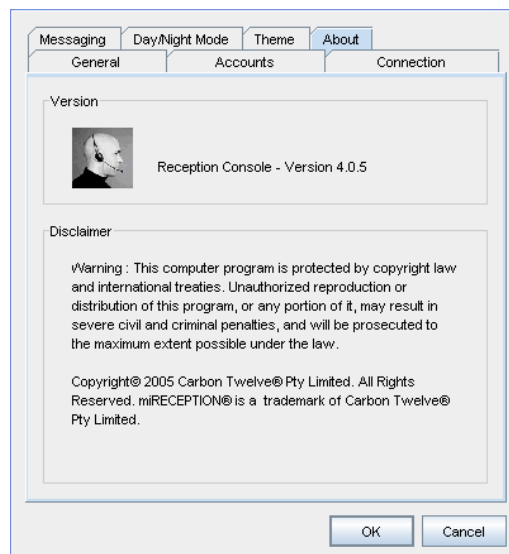 Messaging Day/Night Mode Theme About
General Accounts Connection
Version
Reception Console - Version 4.0.5
Disclaimer
Warning : This computer program is protected by copyright law
and international treaties. Unauthorized reproduction or
distribution of this program, or any portion of it, may result in
severe civil and criminal penalties, and will be prosecuted to
the maximum extent possible under the law.
Copyright© 2005 Carbon Twelve® Pty Limited. All Rights
Reserved. miRECEPTION® is a trademark of Carbon Twelve®
Pty Limited.
OK Cancel